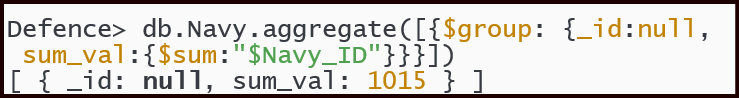 Defence> db.Navy.aggregate([{$group: {_id:null,
sum_val:{$sum:"$Navy_ID"}}}])
[ { _id: null, sum_val: 1015 } ]